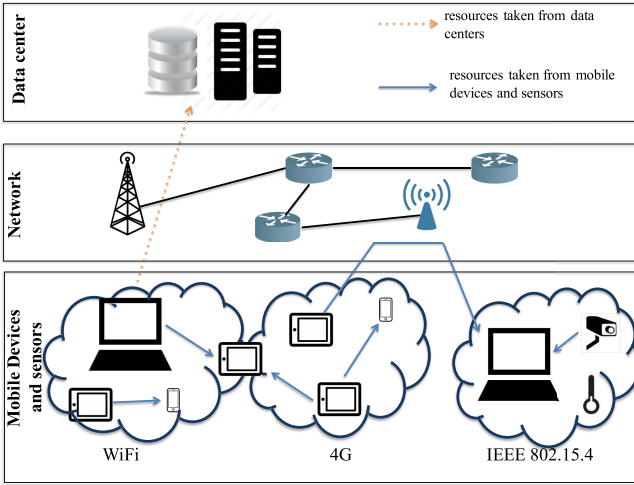 Data center
resources taken from data
centers
resources taken from mobile
devices and sensors
Network
Mobile Devices
and sensors
WiFi
4G
IEEE 802.15.4